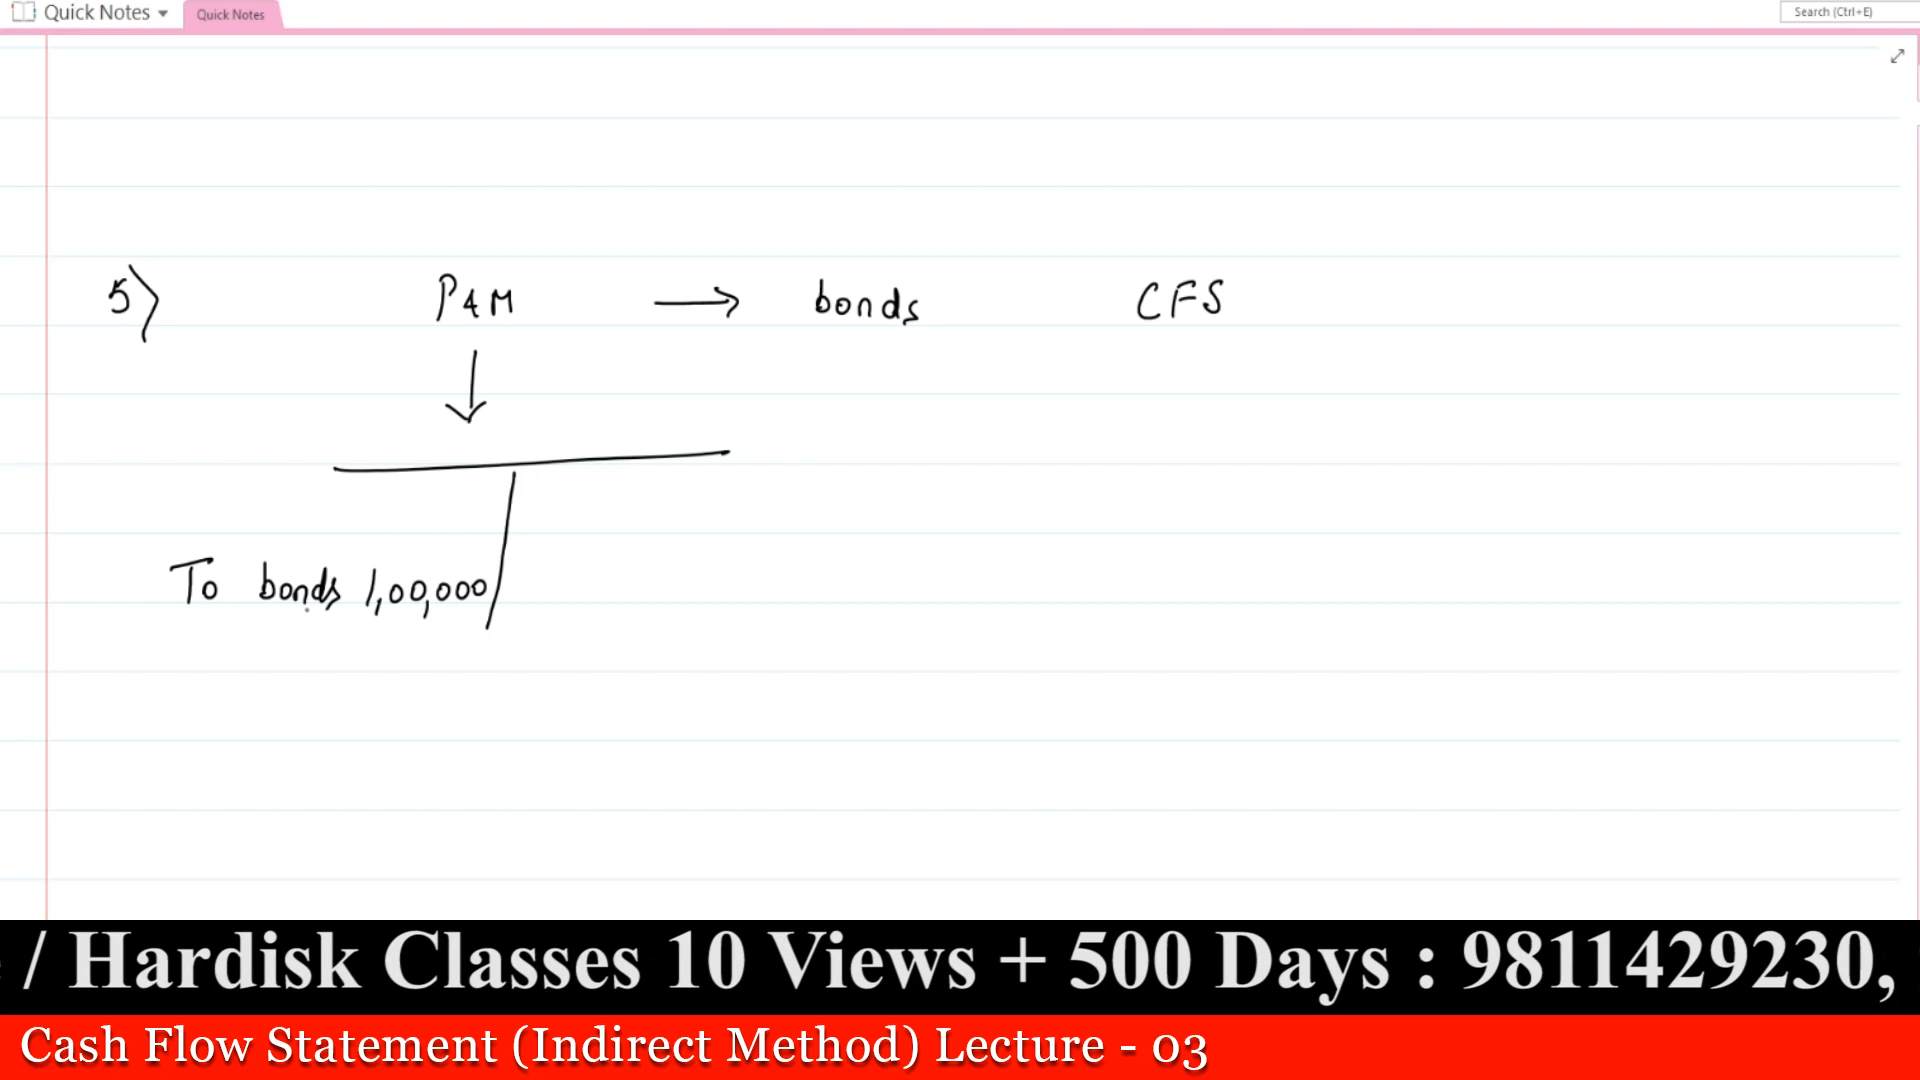 Quick Notes
Quick Notes
Search (Ctrl+E)
5) P&M → bonds CFS
To bonds 1,00,000
/ Hardisk Classes 10 Views + 500 Days : 9811429230,
Cash Flow Statement (Indirect Method) Lecture - 03